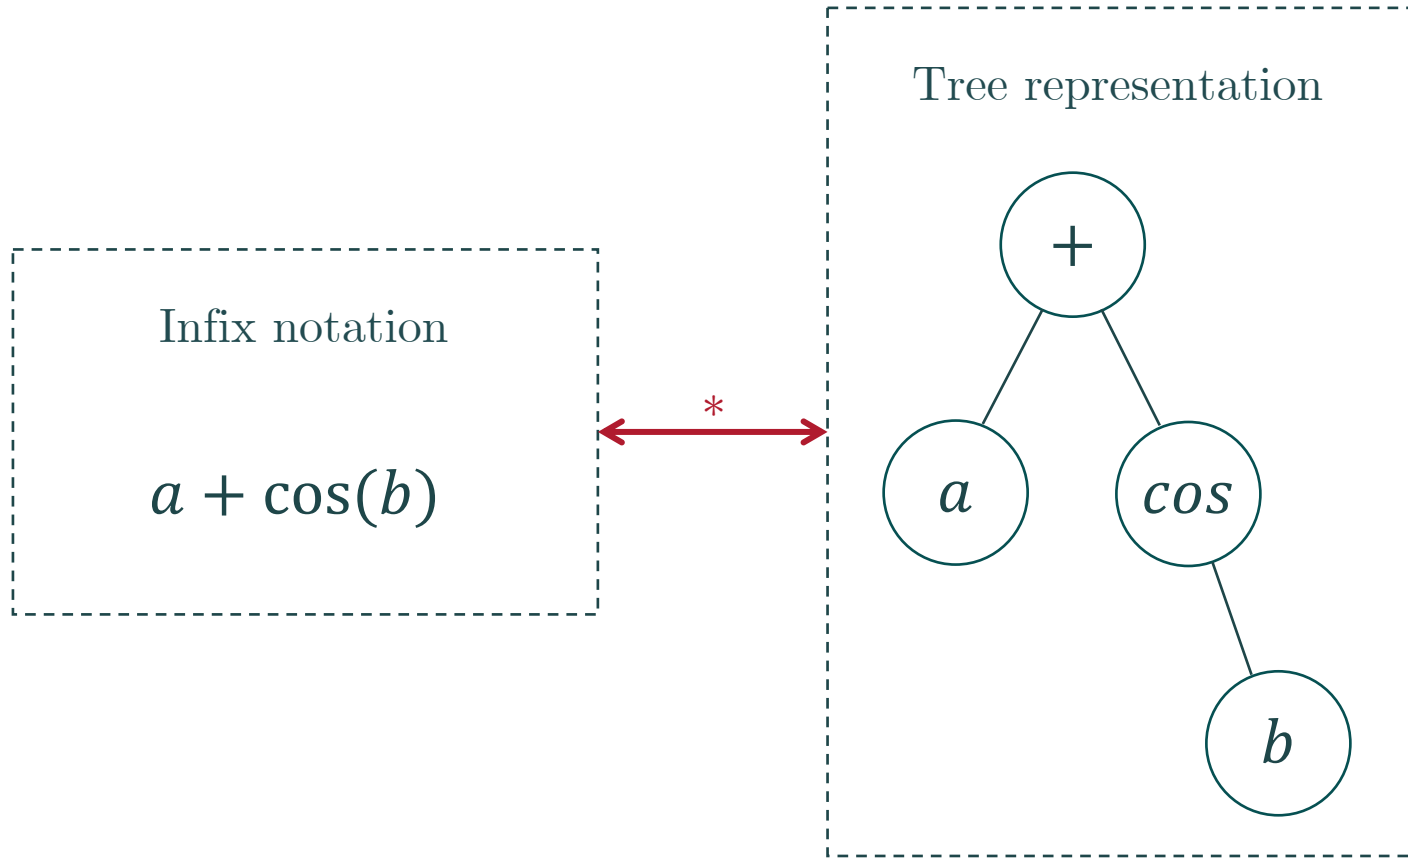 Infix notation
a + cos(b)
*
Tree representation
+
a
cos
b